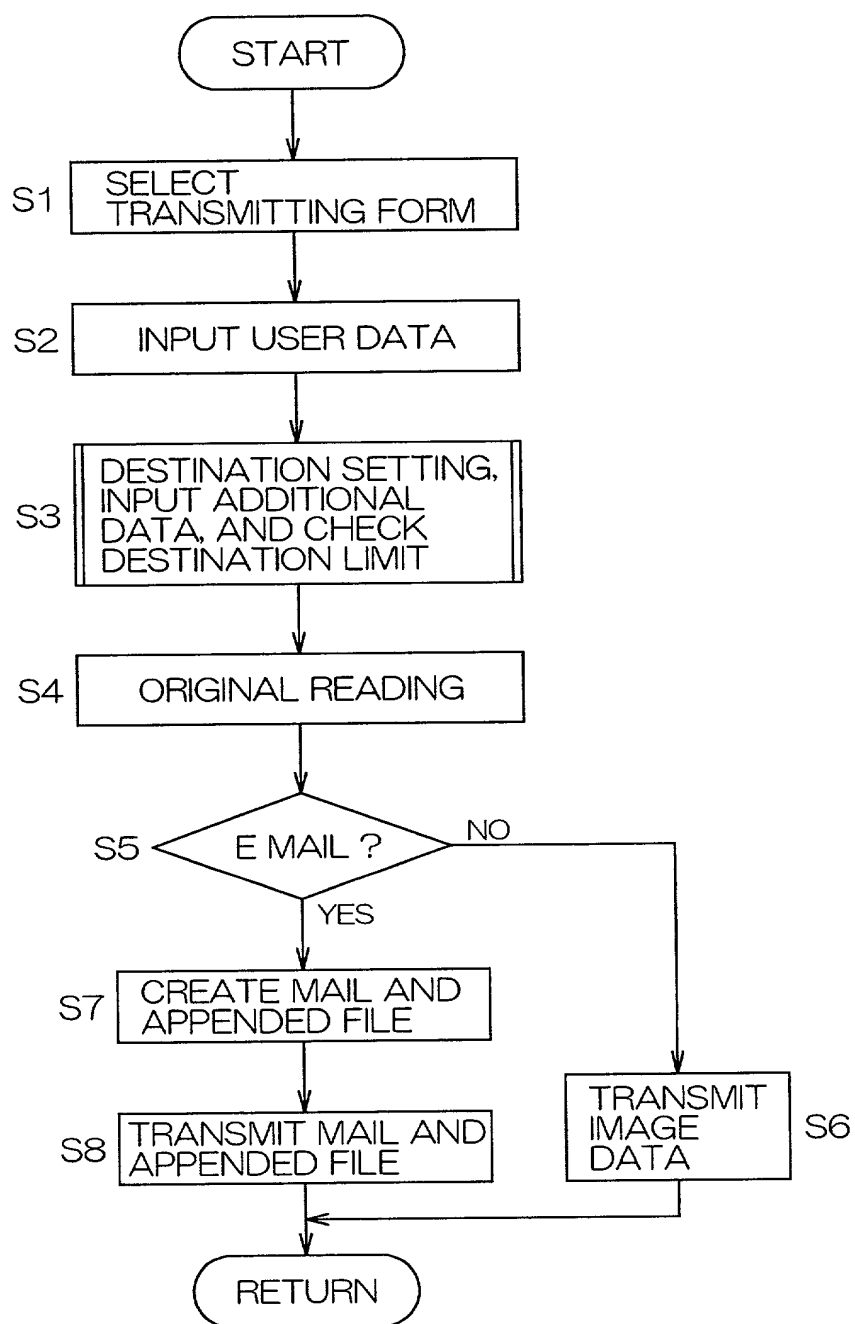 START
S1
SELECT
TRANSMITTING FORM
S2
INPUT USER DATA
S3
DESTINATION SETTING,
INPUT ADDITIONAL
DATA, AND CHECK
DESTINATION LIMIT
S4
ORIGINAL READING
S5
E MAIL ?
NO
YES
S7
CREATE MAIL AND
APPENDED FILE
S8
TRANSMIT MAIL AND
APPENDED FILE
TRANSMIT
IMAGE
DATA
S6
RETURN